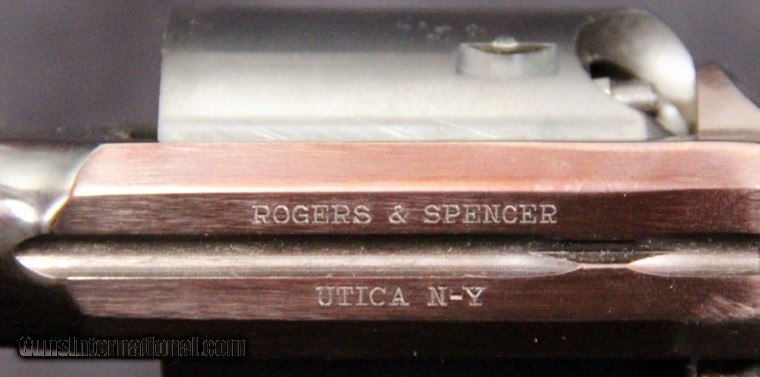 ROGERS & SPENCER
UTICA N-Y
GunsInternational.com